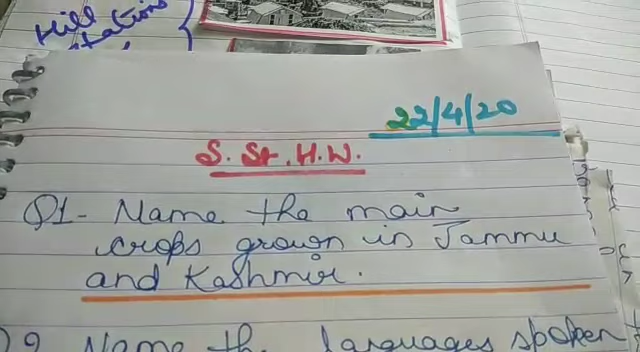 Hill
Stations
22/4/20
S. St. H.W.
Q1- Name the main
crops grown in Jammu
and Kashmir.
Name the languages spoken